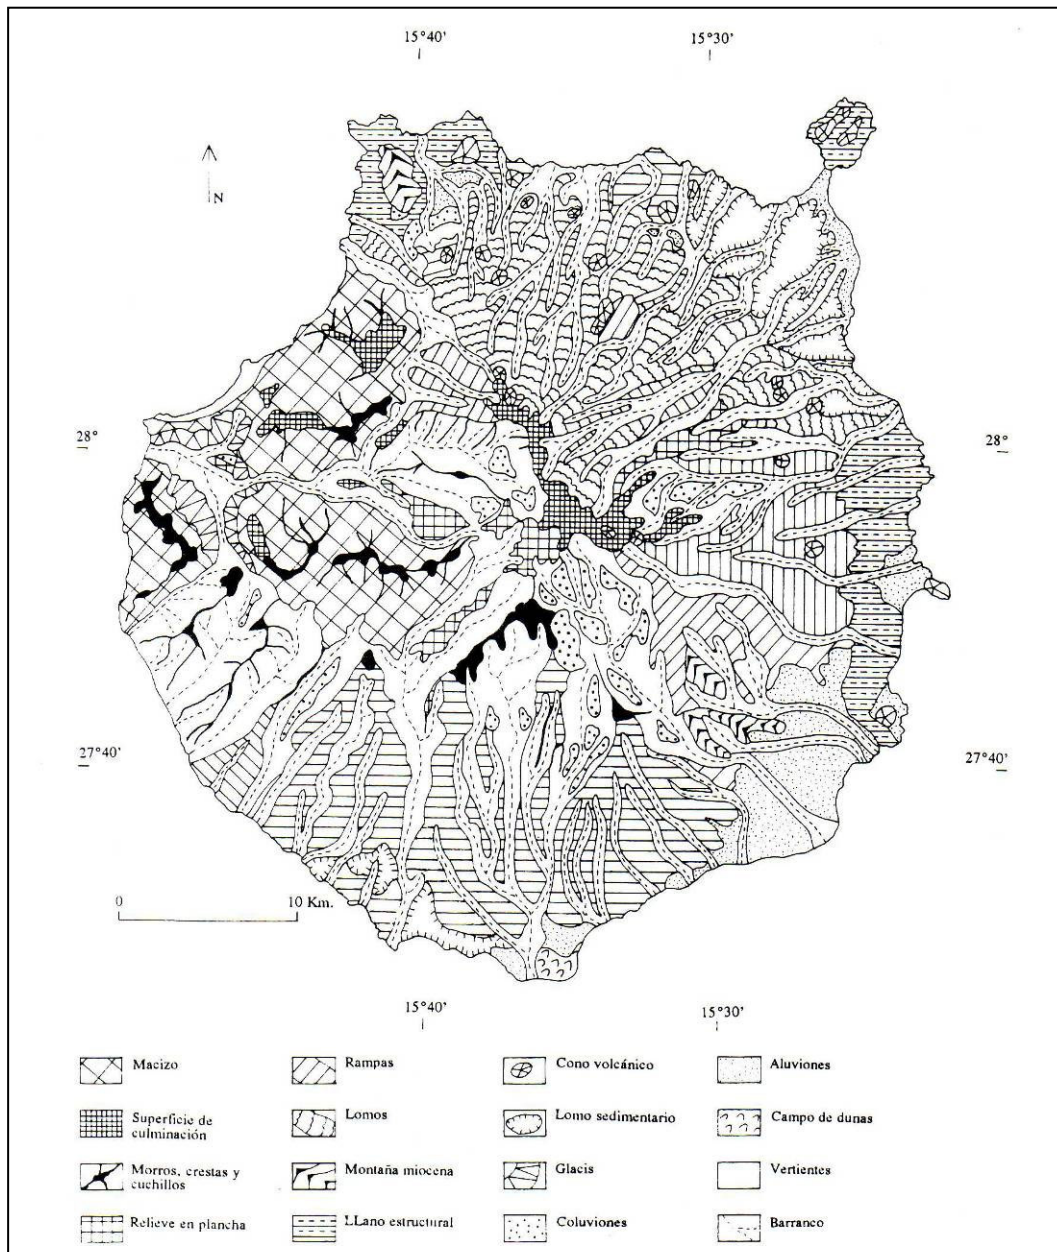 15°40’
15°30’
N
28°
28°
27°40’
27°40’
0
10 Km.
15°40’
15°30’
Macizo
Rampas
Cono volcánico
Aluviones
Superficie de
culminación
Lomos
Lomo sedimentario
Campo de dunas
Morros, crestas y
cuchillos
Montaña miocena
Glacis
Vertientes
Relieve en plancha
LLano estructural
Coluviones
Barranco